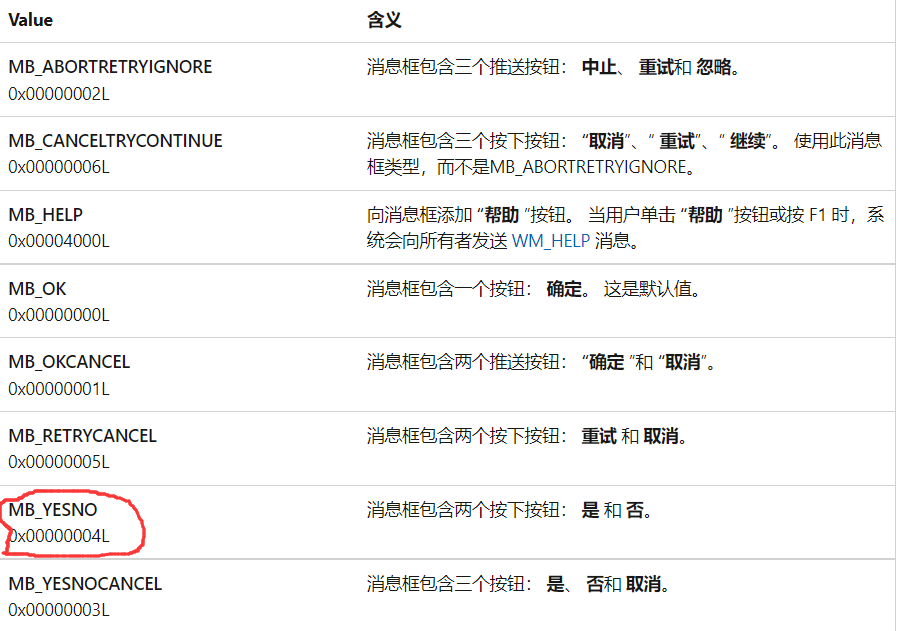 Value 含义
MB_ABORTRETRYIGNORE 消息框包含三个推送按钮： 中止、 重试和 忽略。
0x00000002L
MB_CANCELTRYCONTINUE 消息框包含三个按下按钮： “取消”、“ 重试”、“ 继续”。 使用此消息
0x00000006L 框类型，而不是MB_ABORTRETRYIGNORE。
MB_HELP 向消息框添加 “帮助 ”按钮。 当用户单击 “帮助 ”按钮或按 F1 时，系
0x00004000L 统会向所有者发送 WM_HELP 消息。
MB_OK 消息框包含一个按钮： 确定。 这是默认值。
0x00000000L
MB_OKCANCEL 消息框包含两个推送按钮： “确定 ”和 “取消”。
0x00000001L
MB_RETRYCANCEL 消息框包含两个按下按钮： 重试 和 取消。
0x00000005L
MB_YESNO 消息框包含两个按下按钮： 是 和 否。
0x00000004L
MB_YESNOCANCEL 消息框包含三个按钮： 是、 否和 取消。
0x00000003L